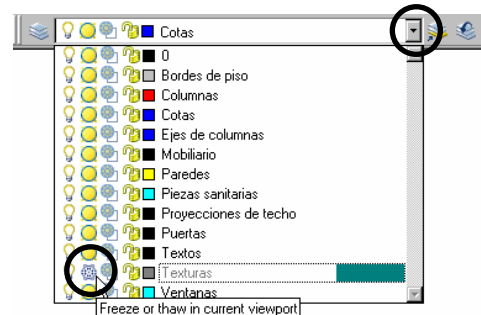 Cotas
0
Bordes de piso
Columnas
Cotas
Ejes de columnas
Mobiliario
Paredes
Piezas sanitarias
Proyecciones de techo
Puertas
Textos
Texturas
Ventanas
Freeze or thaw in current viewport